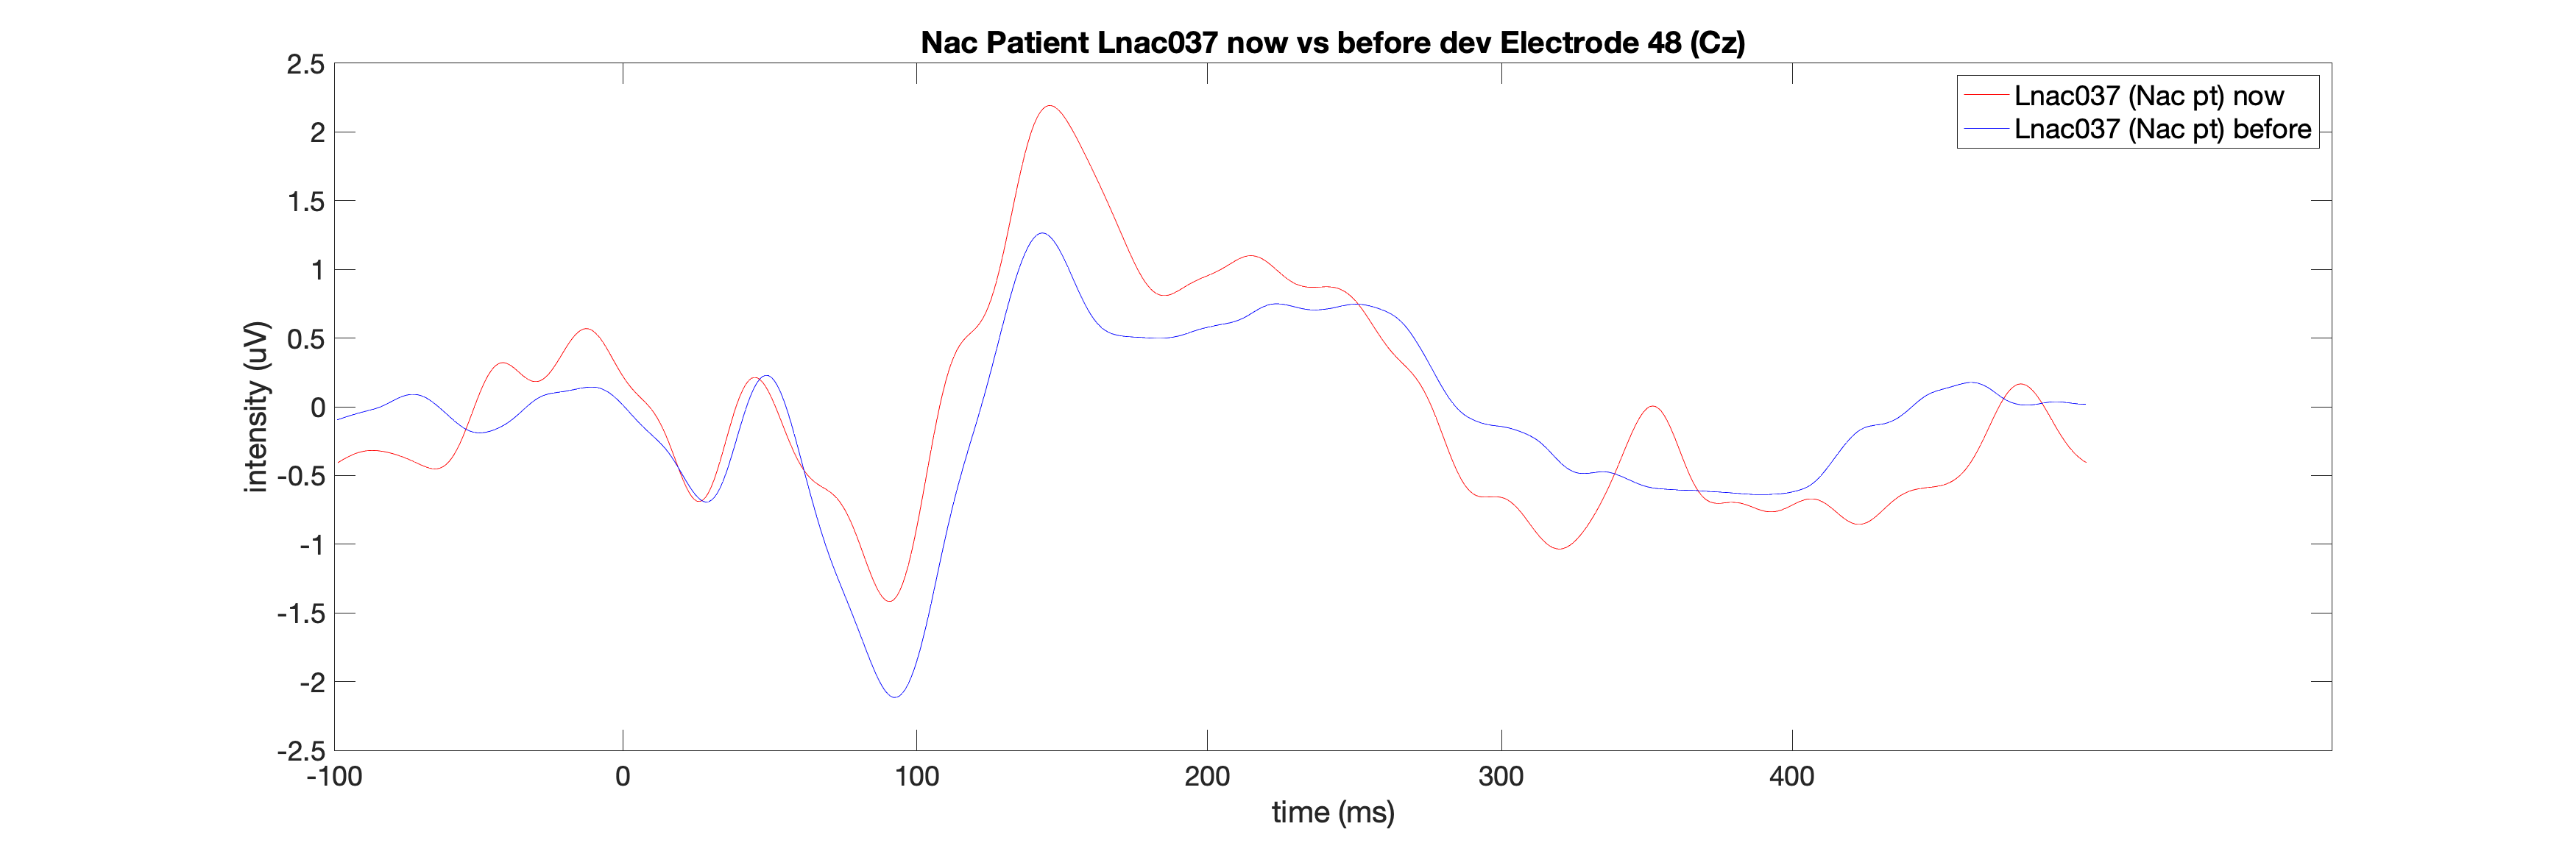 Nac Patient Lnac037 now vs before dev Electrode 48 (Cz)
2.5
2
1.5
1
0.5
0
-0.5
-1
-1.5
-2
-2.5
intensity (uV)
Lnac037 (Nac pt) now
Lnac037 (Nac pt) before
-100 0 100 200 300 400
time (ms)